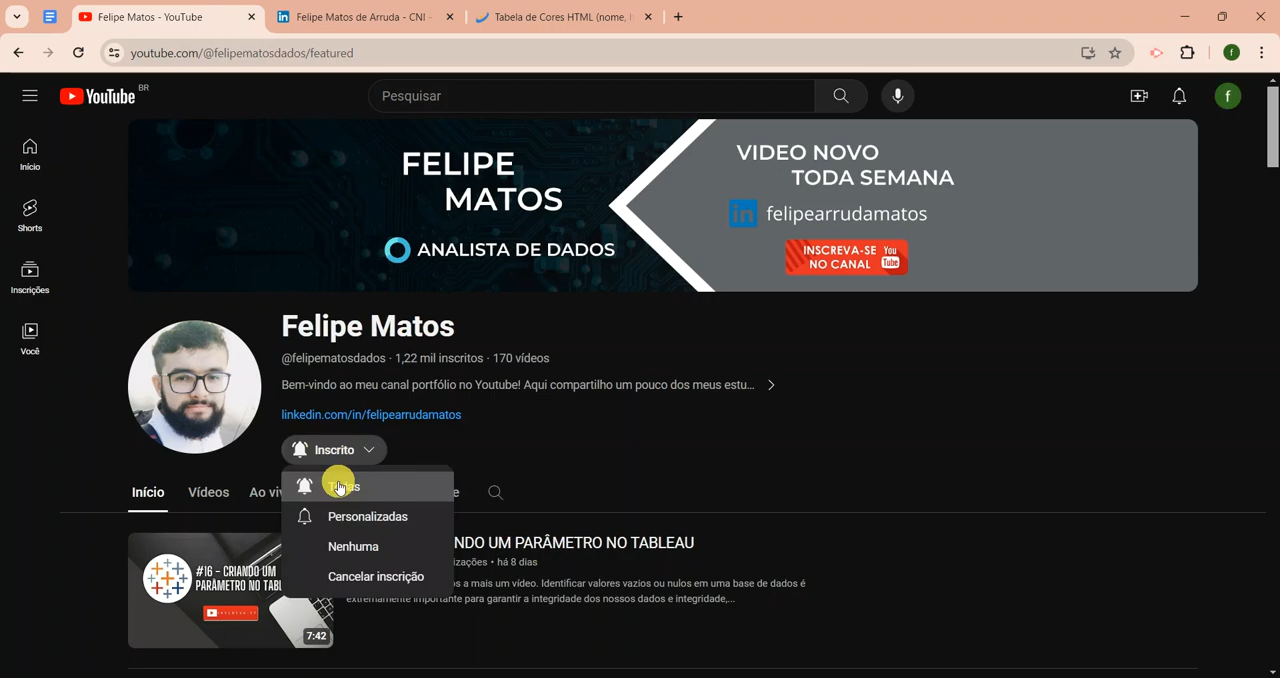 Felipe Matos - YouTube
Felipe Matos de Arruda - CNI -
Tabela de Cores HTML (nome,
youtube.com/@felipematosdados/featured
f
YouTube BR
Pesquisar
f
Início
Shorts
Inscrições
Você
FELIPE
MATOS
ANALISTA DE DADOS
VIDEO NOVO
TODA SEMANA
in felipearrudamatos
INSCREVA-SE
NO CANAL
You
Tube
Felipe Matos
@felipematosdados · 1,22 mil inscritos · 170 vídeos
Bem-vindo ao meu canal portfólio no Youtube! Aqui compartilho um pouco dos meus estu...
linkedin.com/in/felipearrudamatos
Inscrito
Todas
Personalizadas
Nenhuma
Cancelar inscrição
Início Vídeos Ao vi e
#16 - CRIANDO UM
PARÂMETRO NO TABL
7:42
NDO UM PARÂMETRO NO TABLEAU
izações • há 8 dias
s a mais um vídeo. Identificar valores vazios ou nulos em uma base de dados é
extremamente importante para garantir a integridade dos nossos dados e integridade,...